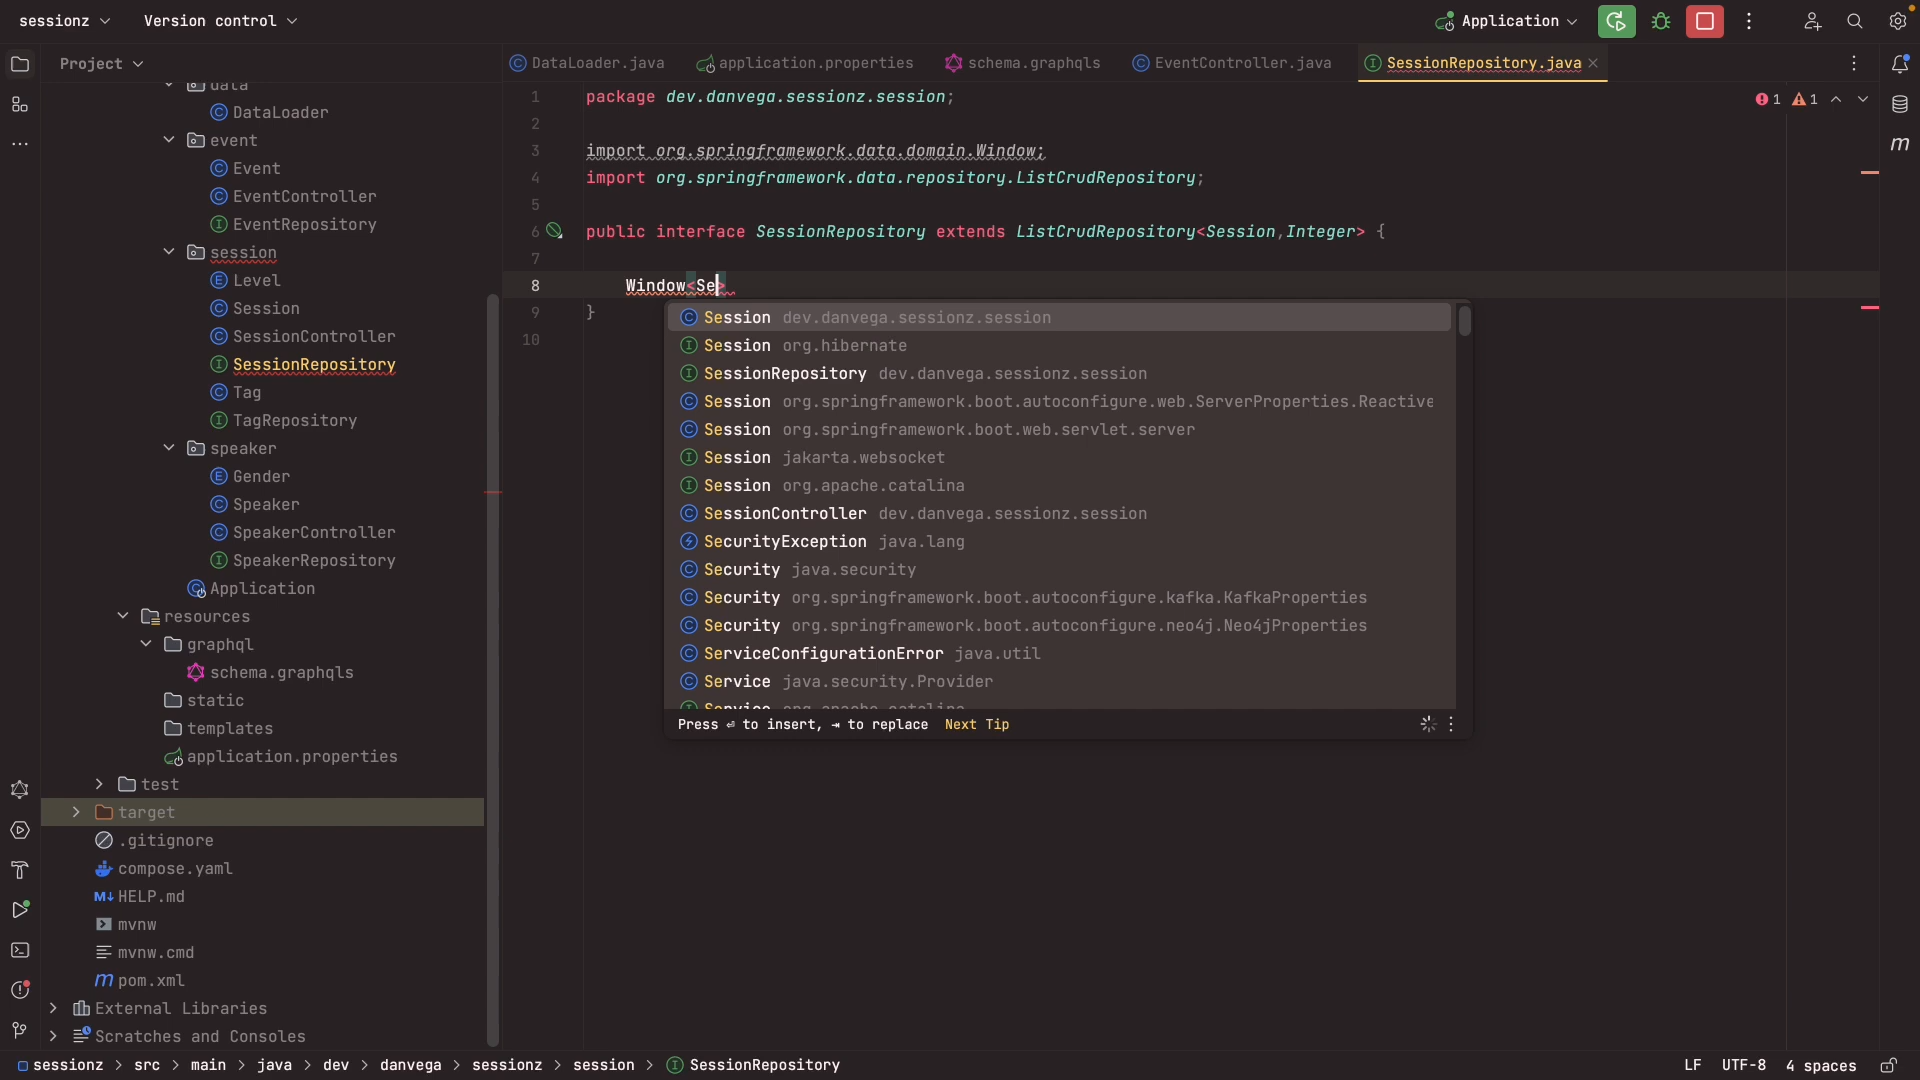 sessionz
Version control
Application
Project
data
DataLoader
event
Event
EventController
EventRepository
session
Level
Session
SessionController
SessionRepository
Tag
TagRepository
speaker
Gender
Speaker
SpeakerController
SpeakerRepository
Application
resources
graphql
schema.graphqls
static
templates
application.properties
test
target
.gitignore
compose.yaml
HELP.md
mvnw
mvnw.cmd
pom.xml
External Libraries
Scratches and Consoles
DataLoader.java application.properties schema.graphqls EventController.java SessionRepository.java
1 package dev.danvega.sessionz.session;
1 1
2
3 import org.springframework.data.domain.Window;
4 import org.springframework.data.repository.ListCrudRepository;
5
6 public interface SessionRepository extends ListCrudRepository<Session,Integer> {
7
8 Window<Se>
9 }
10
Session dev.danvega.sessionz.session
Session org.hibernate
SessionRepository dev.danvega.sessionz.session
Session org.springframework.boot.autoconfigure.web.ServerProperties.Reactive
Session org.springframework.boot.web.servlet.server
Session jakarta.websocket
Session org.apache.catalina
SessionController dev.danvega.sessionz.session
SecurityException java.lang
Security java.security
Security org.springframework.boot.autoconfigure.kafka.KafkaProperties
Security org.springframework.boot.autoconfigure.neo4j.Neo4jProperties
ServiceConfigurationError java.util
Service java.security.Provider
Service org.apache.catalina
Press ⏎ to insert, ⇥ to replace Next Tip
sessionz > src > main > java > dev > danvega > sessionz > session > SessionRepository
LF UTF-8 4 spaces